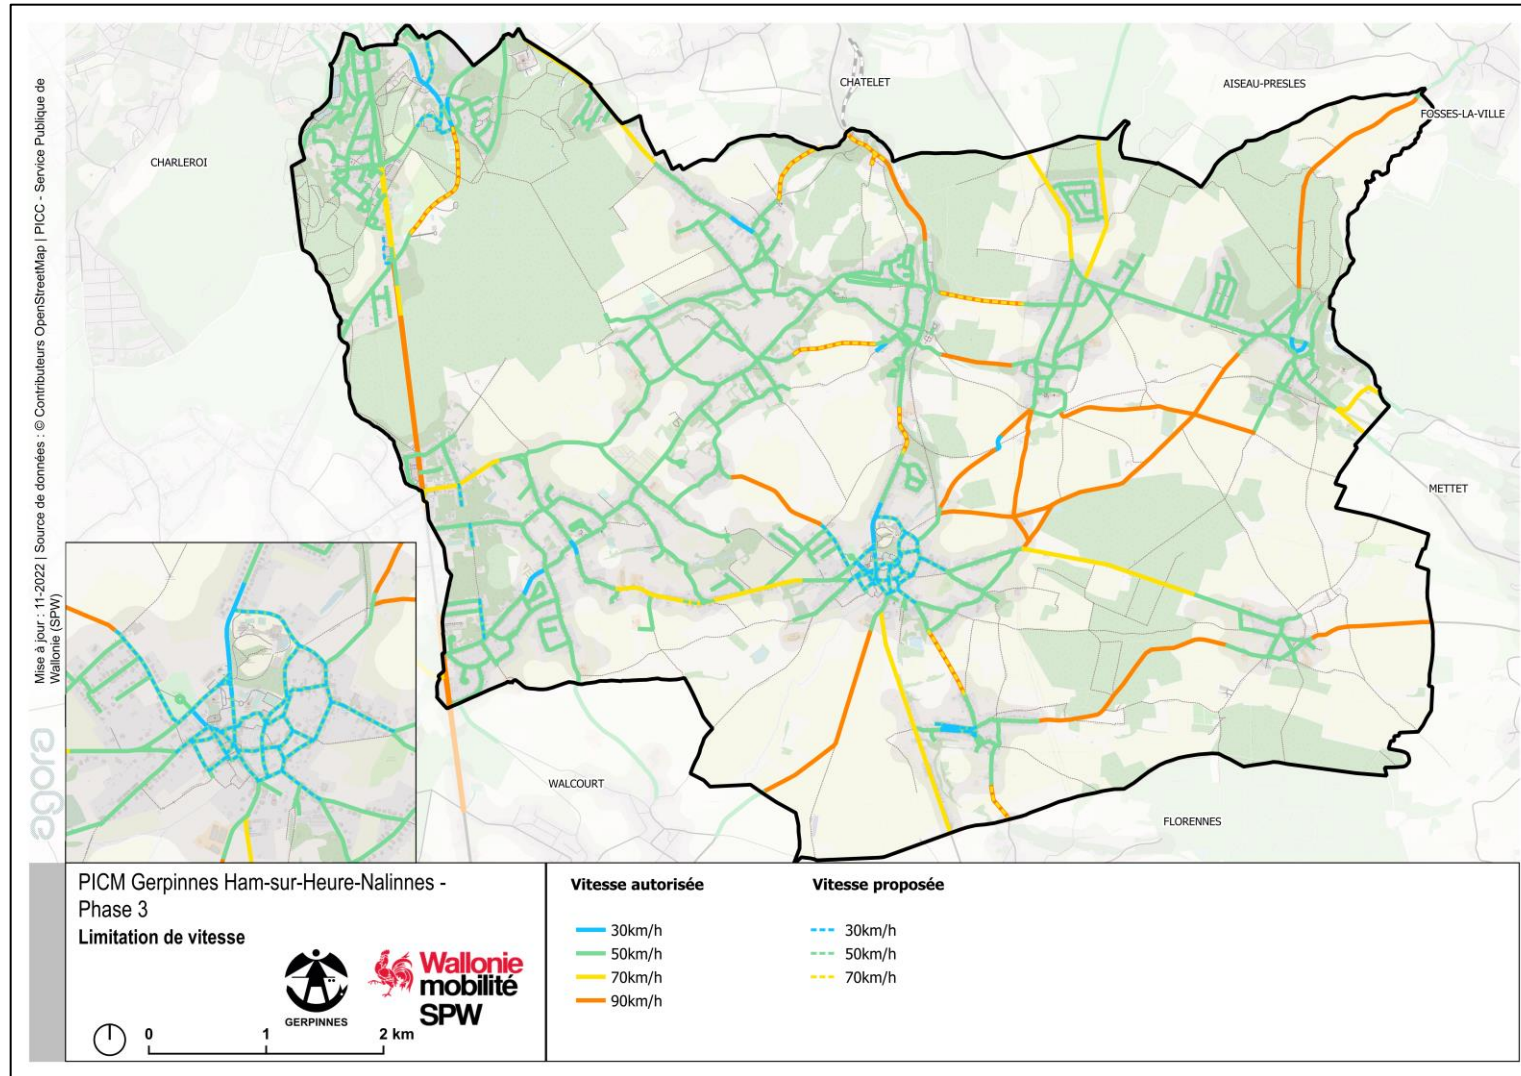 CHATELET
AISEAU-PRESLES
FOSSES-LA-VILLE
CHARLEROI
METTET
WALCOURT
FLORENNES
Mise à jour : 11-2022 | Source de données : © Contributeurs OpenStreetMap | PICC - Service Publique de
Wallonie (SPW)
agora
PICM Gerpinnes Ham-sur-Heure-Nalinnes -
Phase 3
Limitation de vitesse
GERPINNES
Wallonie
mobilité
SPW
0 1 2 km
Vitesse autorisée
30km/h
50km/h
70km/h
90km/h
Vitesse proposée
30km/h
50km/h
70km/h